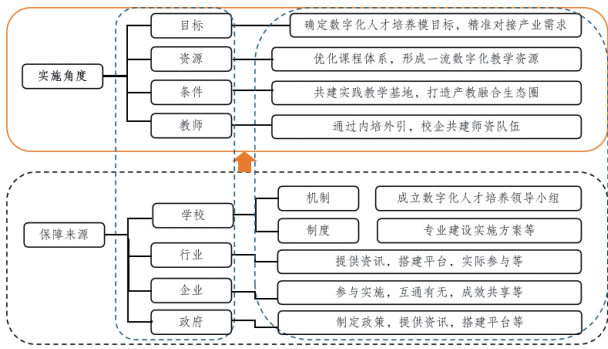 目标
确定数字化人才培养模目标，精准对接产业需求
资源
优化课程体系，形成一流数字化教学资源
实施角度
条件
共建实践教学基地，打造产教融合生态圈
教师
通过内培外引，校企共建师资队伍
学校
机制
成立数字化人才培养领导小组
制度
专业建设实施方案等
保障来源
行业
提供资讯，搭建平台，实际参与等
企业
参与实施，互通有无，成效共享等
政府
制定政策，提供资讯，搭建平台等